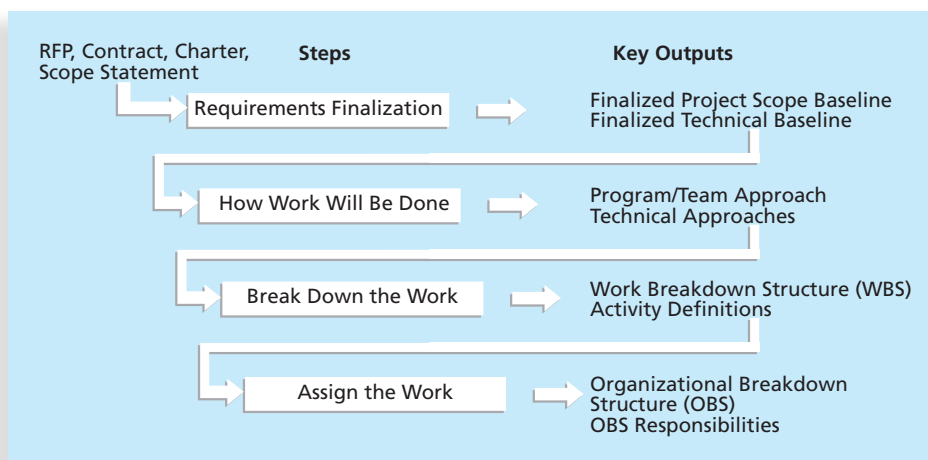 RFP, Contract, Charter,
Scope Statement
Steps
Key Outputs
Requirements Finalization
Finalized Project Scope Baseline
Finalized Technical Baseline
How Work Will Be Done
Program/Team Approach
Technical Approaches
Break Down the Work
Work Breakdown Structure (WBS)
Activity Definitions
Assign the Work
Organizational Breakdown
Structure (OBS)
OBS Responsibilities